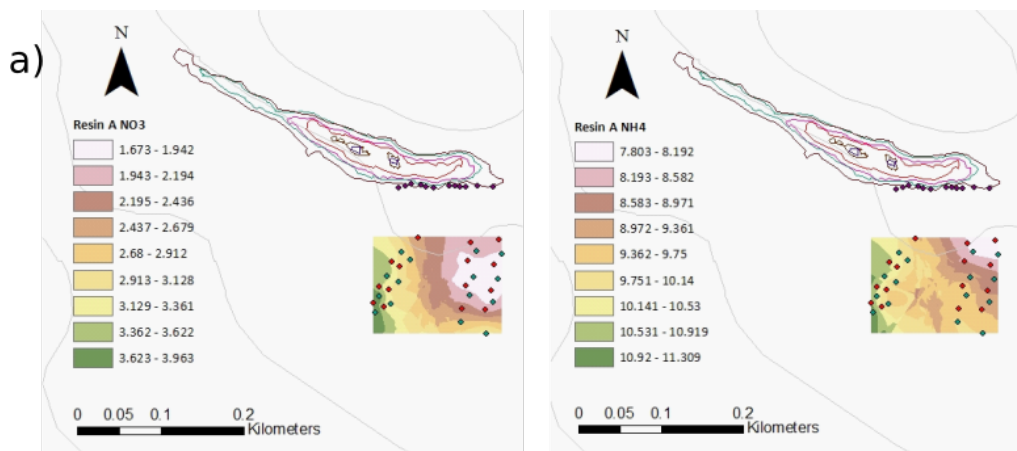 a)
N
Resin A NO3
1.673 - 1.942
1.943 - 2.194
2.195 - 2.436
2.437 - 2.679
2.68 - 2.912
2.913 - 3.128
3.129 - 3.361
3.362 - 3.622
3.623 - 3.963
0 0.05 0.1 0.2
Kilometers
N
Resin A NH4
7.803 - 8.192
8.193 - 8.582
8.583 - 8.971
8.972 - 9.361
9.362 - 9.75
9.751 - 10.14
10.141 - 10.53
10.531 - 10.919
10.92 - 11.309
0 0.05 0.1 0.2
Kilometers